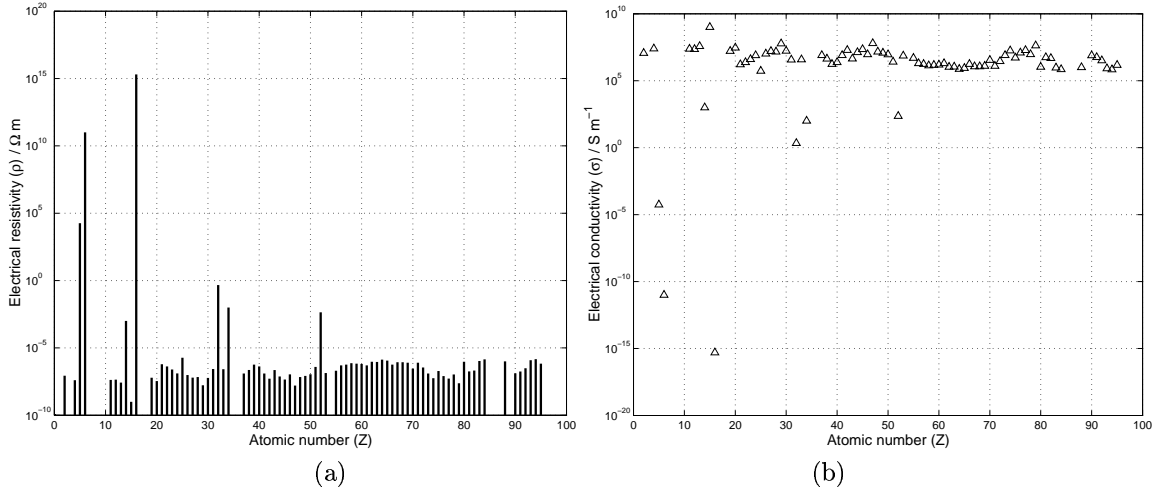 10^20
10^15
10^10
10^5
10^0
10^−5
10^−10
Electrical resistivity (ρ) / Ω m
0 10 20 30 40 50 60 70 80 90 100
Atomic number (Z)
(a)
10^10
10^5
10^0
10^−5
10^−10
10^−15
10^−20
Electrical conductivity (σ) / S m^−1
0 10 20 30 40 50 60 70 80 90 100
Atomic number (Z)
(b)